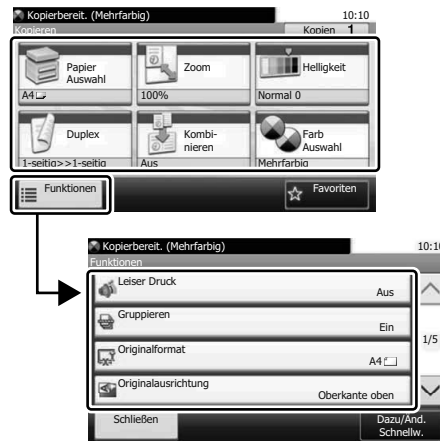 Kopierbereit. (Mehrfarbig) 10:10
Kopieren Kopien 1
Papier
Auswahl
A4
Zoom
100%
Helligkeit
Normal 0
Duplex
1-seitig>>1-seitig
Kombi-
nieren
Aus
Farb
Auswahl
Mehrfarbig
Funktionen
Favoriten
Kopierbereit. (Mehrfarbig) 10:10
Funktionen
Leiser Druck
Aus
Gruppieren
Ein
1/5
Originalformat
A4
Originalausrichtung
Oberkante oben
Schließen
Dazu/Änd.
Schnellw.